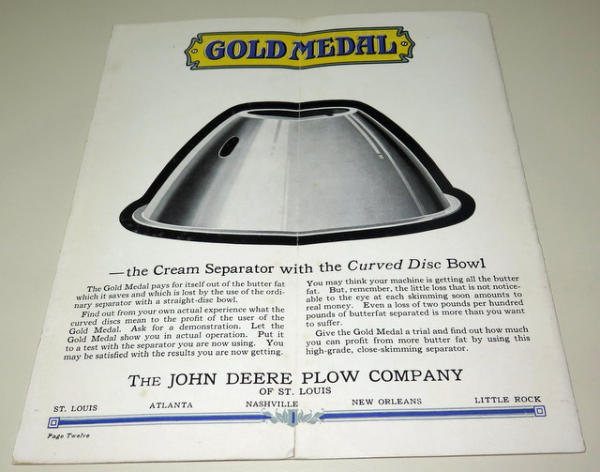 GOLD MEDAL
—the Cream Separator with the Curved Disc Bowl
The Gold Medal pays for itself out of the butter fat
which it saves and which is lost by the use of the ordi-
nary separator with a straight-disc bowl.
Find out from your own actual experience what the
curved discs mean to the profit of the user of the
Gold Medal. Ask for a demonstration. Let the
Gold Medal show you in actual operation. Put it
to a test with the separator you are now using. You
may be satisfied with the results you are now getting.
You may think your machine is getting all the butter
fat. But, remember, the little loss that is not notice-
able to the eye at each skimming soon amounts to
real money. Even a loss of two pounds per hundred
pounds of butterfat separated is more than you want
to suffer.
Give the Gold Medal a trial and find out how much
you can profit from more butter fat by using this
high-grade, close-skimming separator.
THE JOHN DEERE PLOW COMPANY
OF ST. LOUIS
ST. LOUIS ATLANTA NASHVILLE NEW ORLEANS LITTLE ROCK
Page Twelve